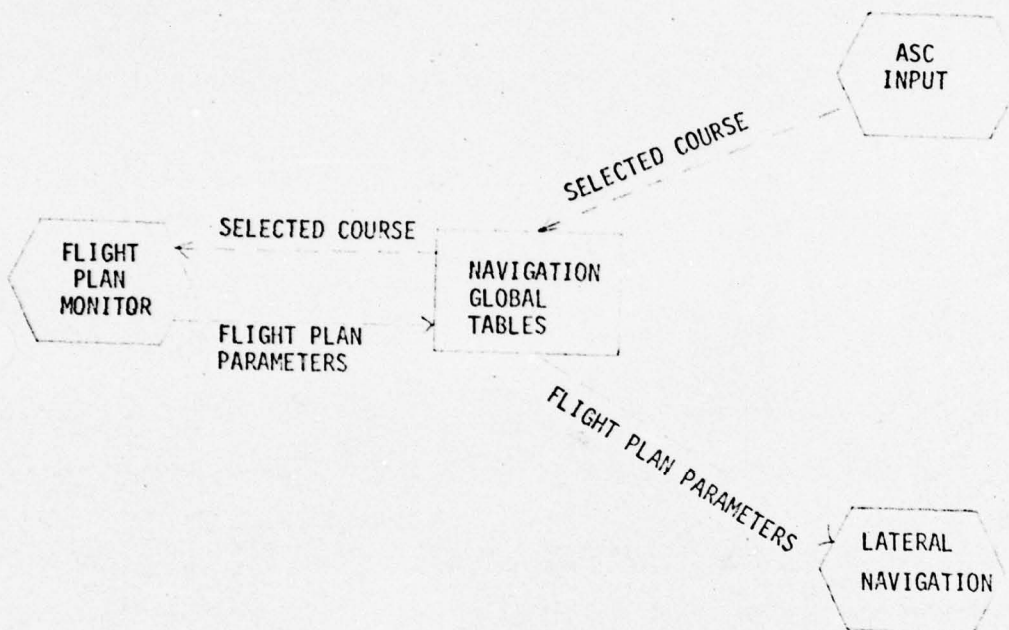 ASC
INPUT
SELECTED COURSE
SELECTED COURSE
FLIGHT
PLAN
MONITOR
NAVIGATION
GLOBAL
TABLES
FLIGHT PLAN
PARAMETERS
FLIGHT PLAN PARAMETERS
LATERAL
NAVIGATION